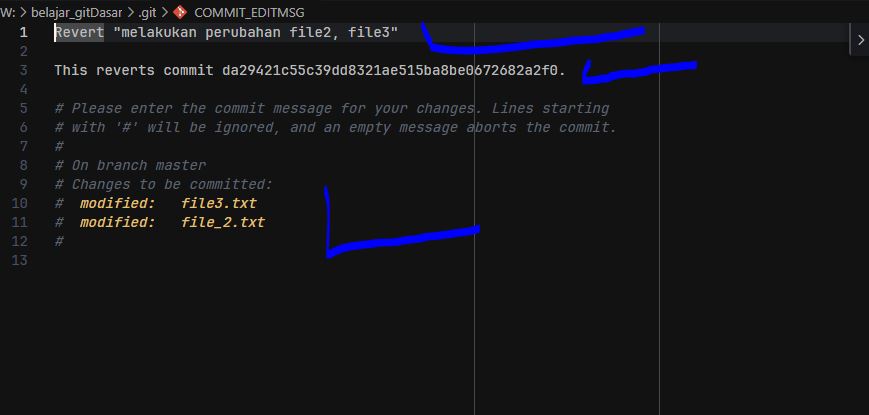 W: > belajar_gitDasar > .git > COMMIT_EDITMSG
1 Revert "melakukan perubahan file2, file3"
2
3 This reverts commit da29421c55c39dd8321ae515ba8be0672682a2f0.
4
5 # Please enter the commit message for your changes. Lines starting
6 # with '#' will be ignored, and an empty message aborts the commit.
7 #
8 # On branch master
9 # Changes to be committed:
10 # modified: file3.txt
11 # modified: file_2.txt
12 #
13